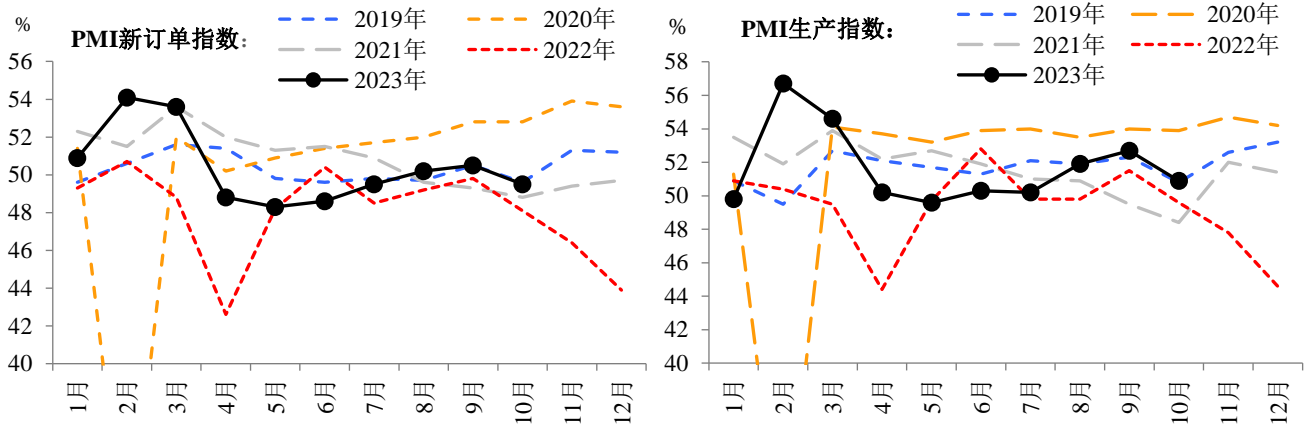 %
PMI新订单指数：
2019年
2020年
2021年
2022年
2023年
56
54
52
50
48
46
44
42
40
1月
2月
3月
4月
5月
6月
7月
8月
9月
10月
11月
12月
%
PMI生产指数：
2019年
2020年
2021年
2022年
2023年
58
56
54
52
50
48
46
44
42
40
1月
2月
3月
4月
5月
6月
7月
8月
9月
10月
11月
12月